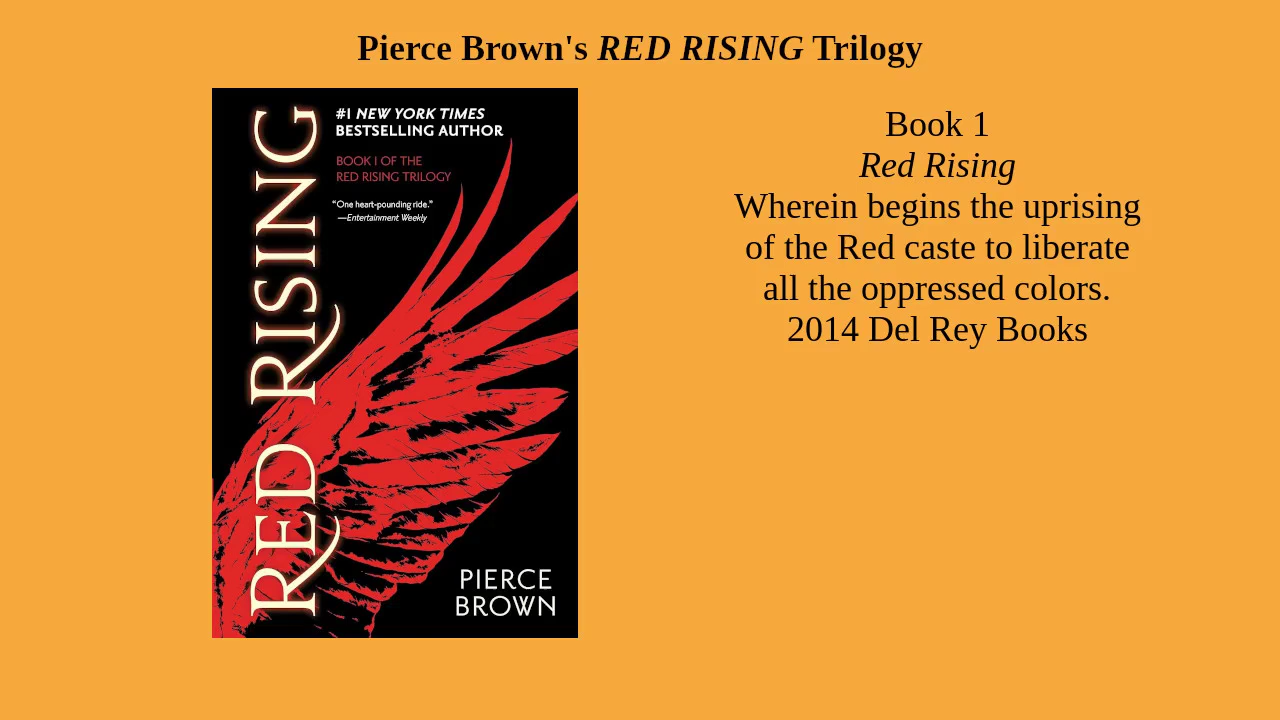 Pierce Brown's RED RISING Trilogy
RED RISING
#1 NEW YORK TIMES
BESTSELLING AUTHOR
BOOK I OF THE
RED RISING TRILOGY
“One heart-pounding ride.”
—Entertainment Weekly
PIERCE
BROWN
Book 1
Red Rising
Wherein begins the uprising
of the Red caste to liberate
all the oppressed colors.
2014 Del Rey Books